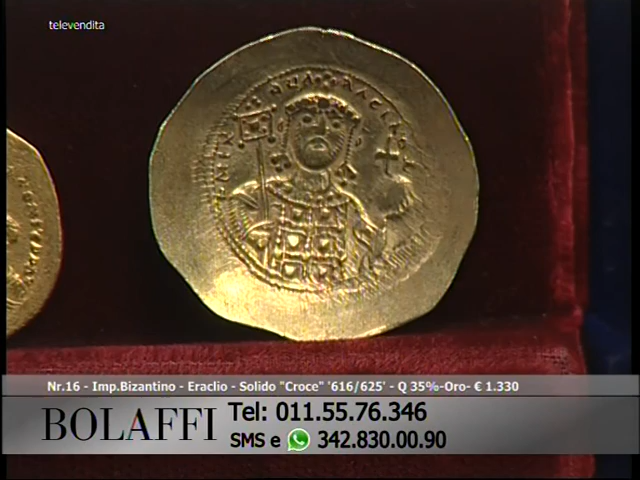 televendita
Nr.16 - Imp.Bizantino - Eraclio - Solido "Croce" '616/625' - Q 35%-Oro- € 1.330
BOLAFFI
Tel: 011.55.76.346
SMS e 342.830.00.90